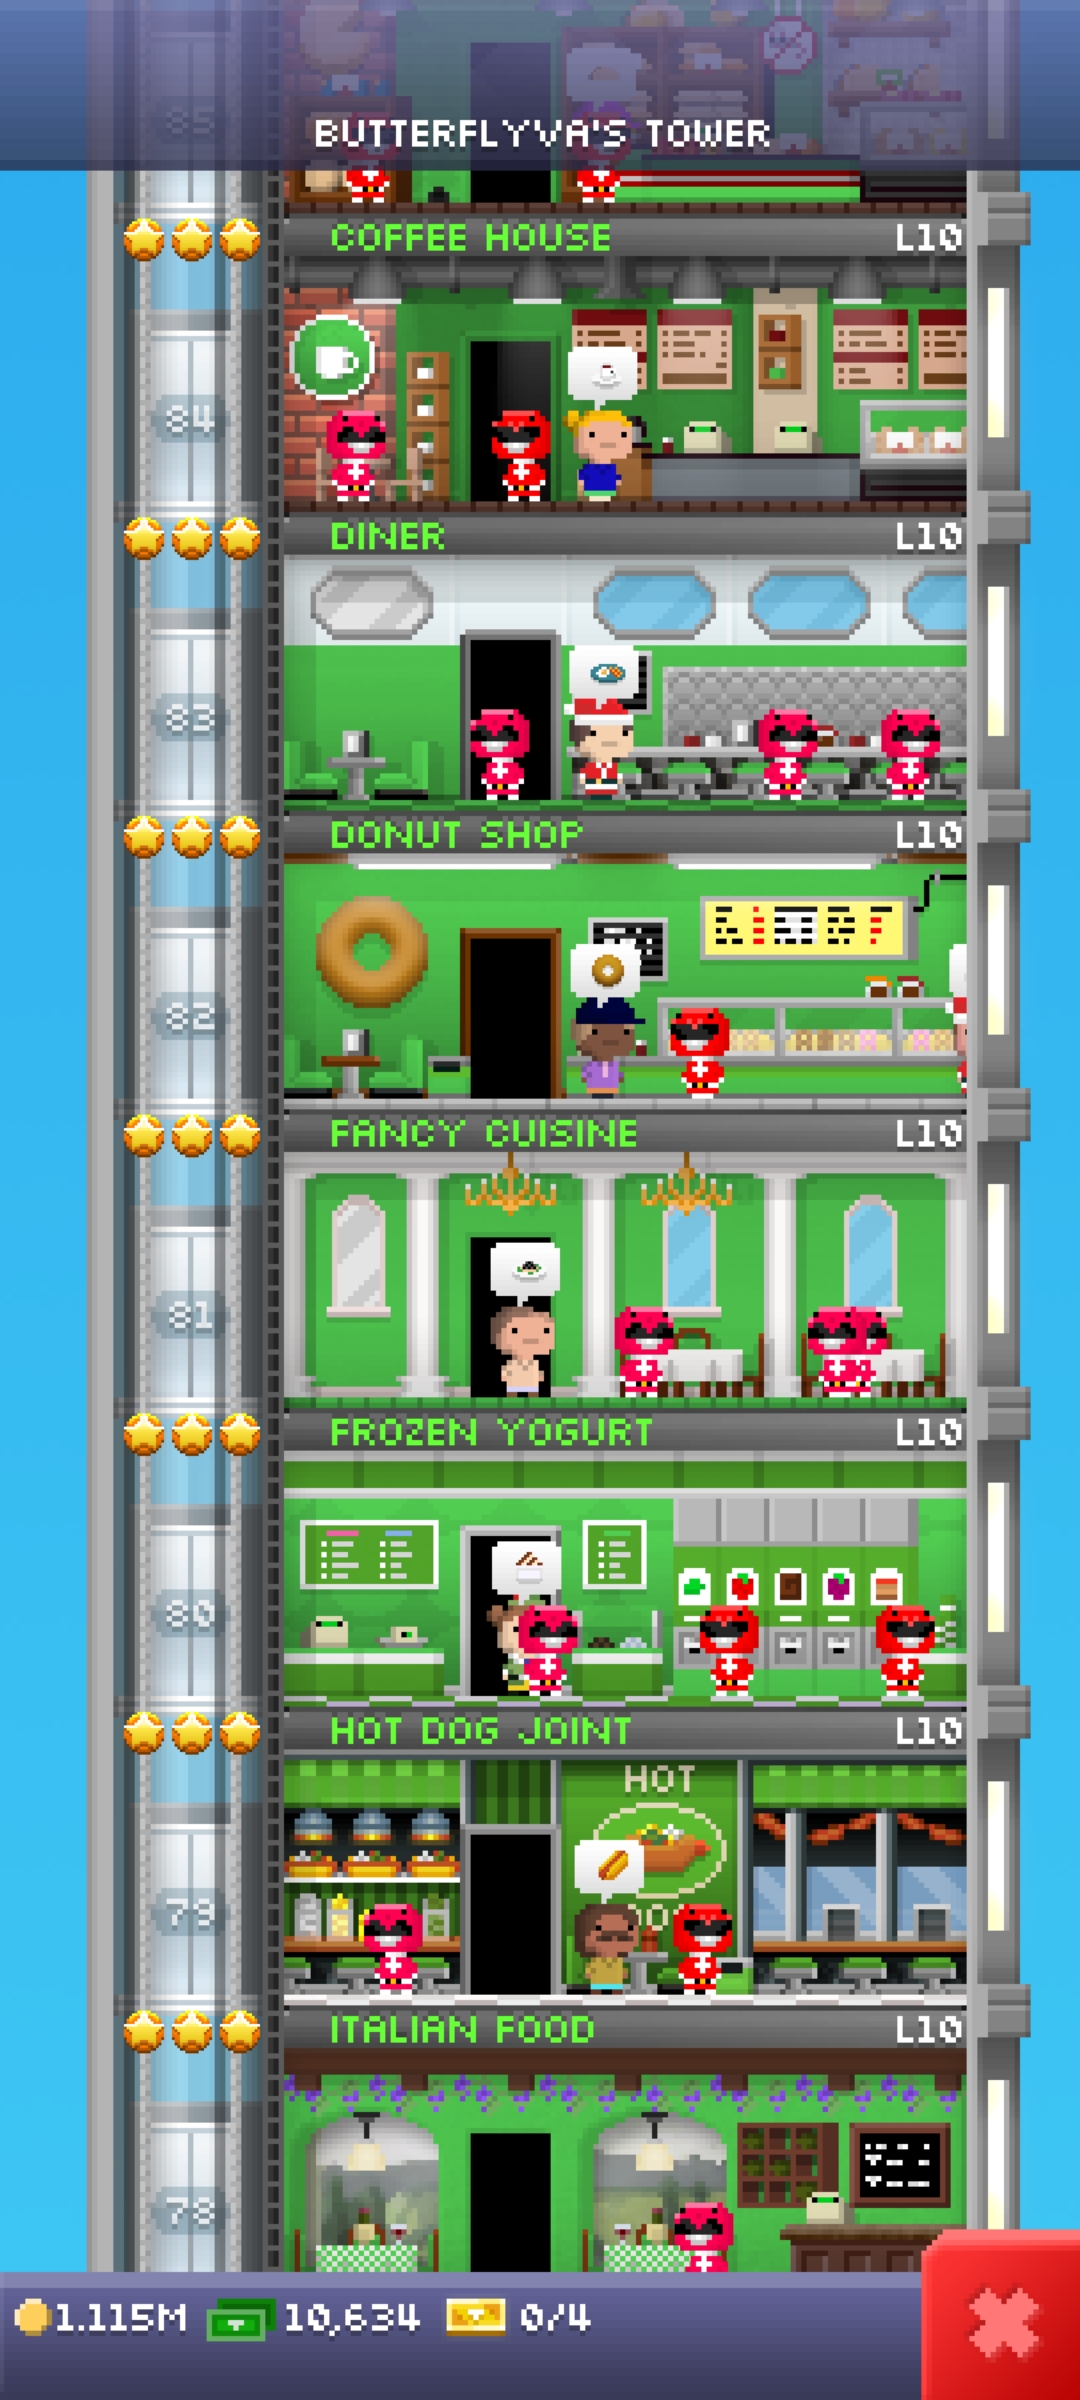 85
BUTTERFLYVA'S TOWER
COFFEE HOUSE L10
84
DINER L10
83
DONUT SHOP L10
82
FANCY CUISINE L10
81
FROZEN YOGURT L10
80
HOT DOG JOINT L10
HOT
79
ITALIAN FOOD L10
78
1.115M 10,634 0/4